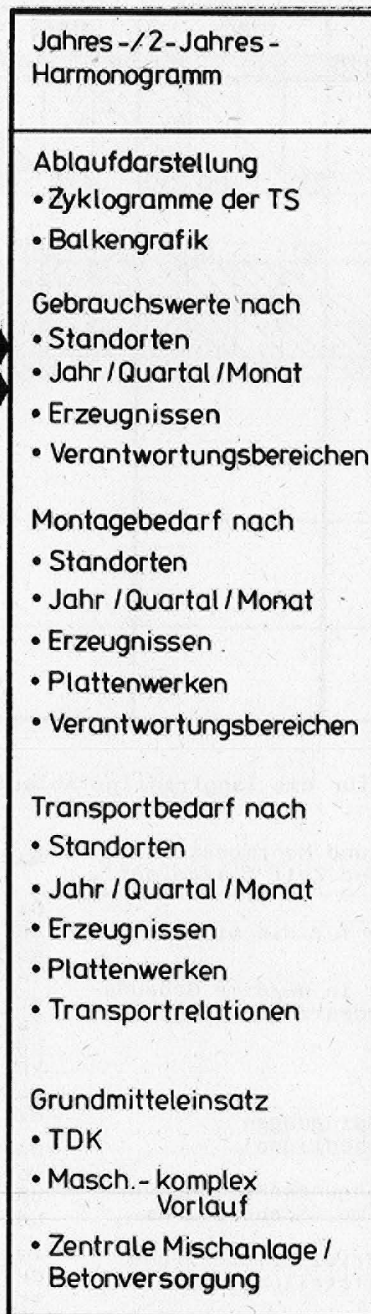 Jahres-/2-Jahres-
Harmonogramm
Ablaufdarstellung
• Zyklogramme der TS
• Balkengrafik
Gebrauchswerte nach
• Standorten
• Jahr / Quartal / Monat
• Erzeugnissen
• Verantwortungsbereichen
Montagebedarf nach
• Standorten
• Jahr / Quartal / Monat
• Erzeugnissen
• Plattenwerken
• Verantwortungsbereichen
Transportbedarf nach
• Standorten
• Jahr / Quartal / Monat
• Erzeugnissen
• Plattenwerken
• Transportrelationen
Grundmitteleinsatz
• TDK
• Masch.-komplex
Vorlauf
• Zentrale Mischanlage /
Betonversorgung